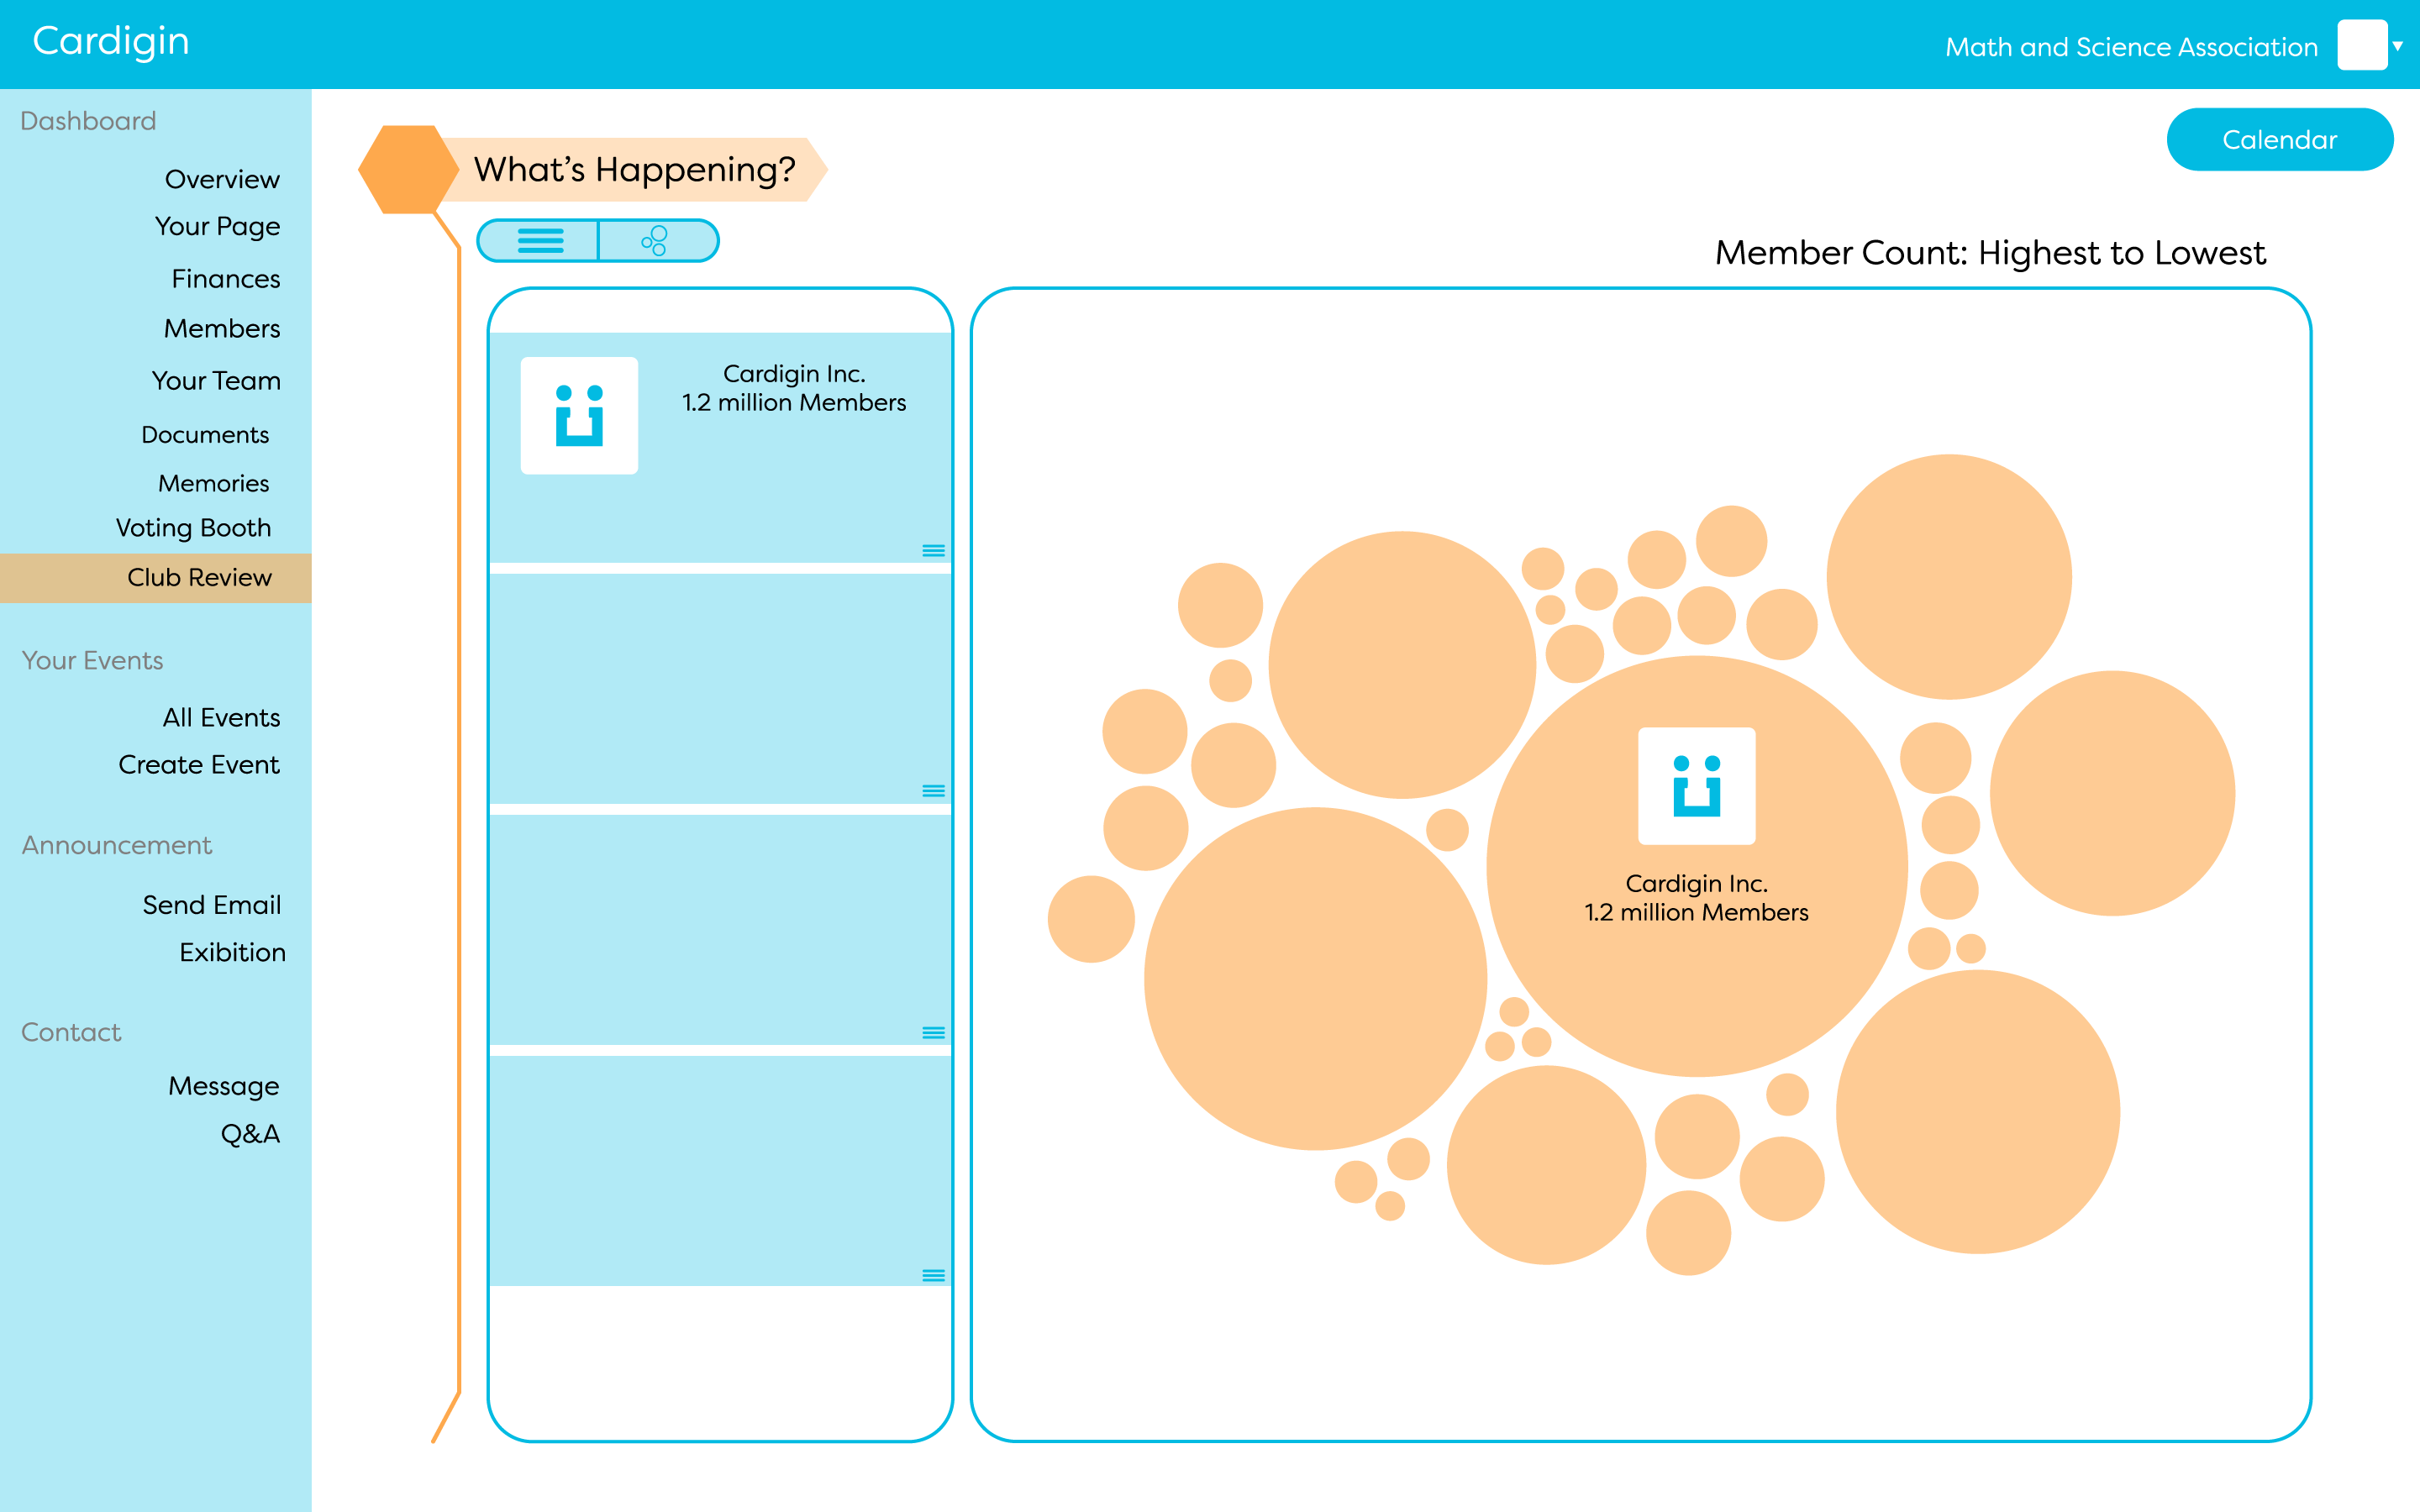 Cardigin
Math and Science Association
Dashboard
Overview
Your Page
Finances
Members
Your Team
Documents
Memories
Voting Booth
Club Review
Your Events
All Events
Create Event
Announcement
Send Email
Exibition
Contact
Message
Q&A
What's Happening?
Calendar
Member Count: Highest to Lowest
Cardigin Inc.
1.2 million Members
Cardigin Inc.
1.2 million Members